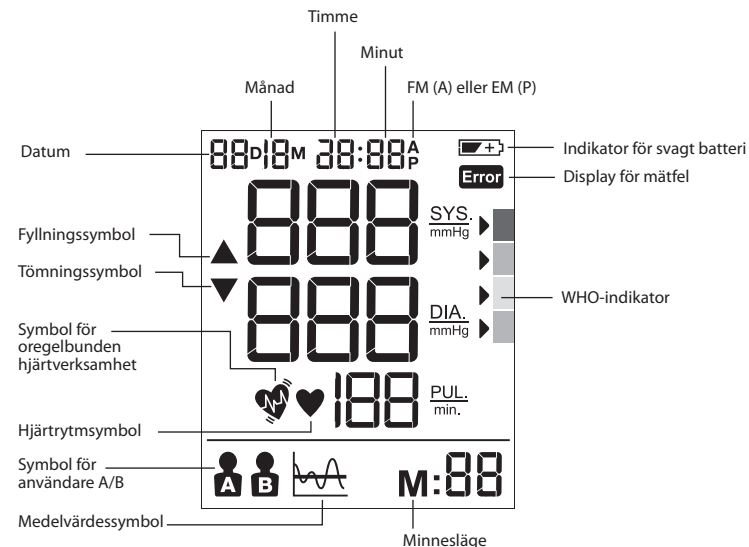 Timme
Minut
Månad
FM (A) eller EM (P)
Datum
88D18M 28:88 A
P
Indikator för svagt batteri
Error
Display för mätfel
888
SYS.
mmHg
Fyllningssymbol
Tömningssymbol
888
DIA.
mmHg
WHO-indikator
Symbol för
oregelbunden
hjärtverksamhet
188
PUL.
min.
Hjärtrytmsymbol
Symbol för
användare A/B
A B
M:88
Medelvärdessymbol
Minnesläge